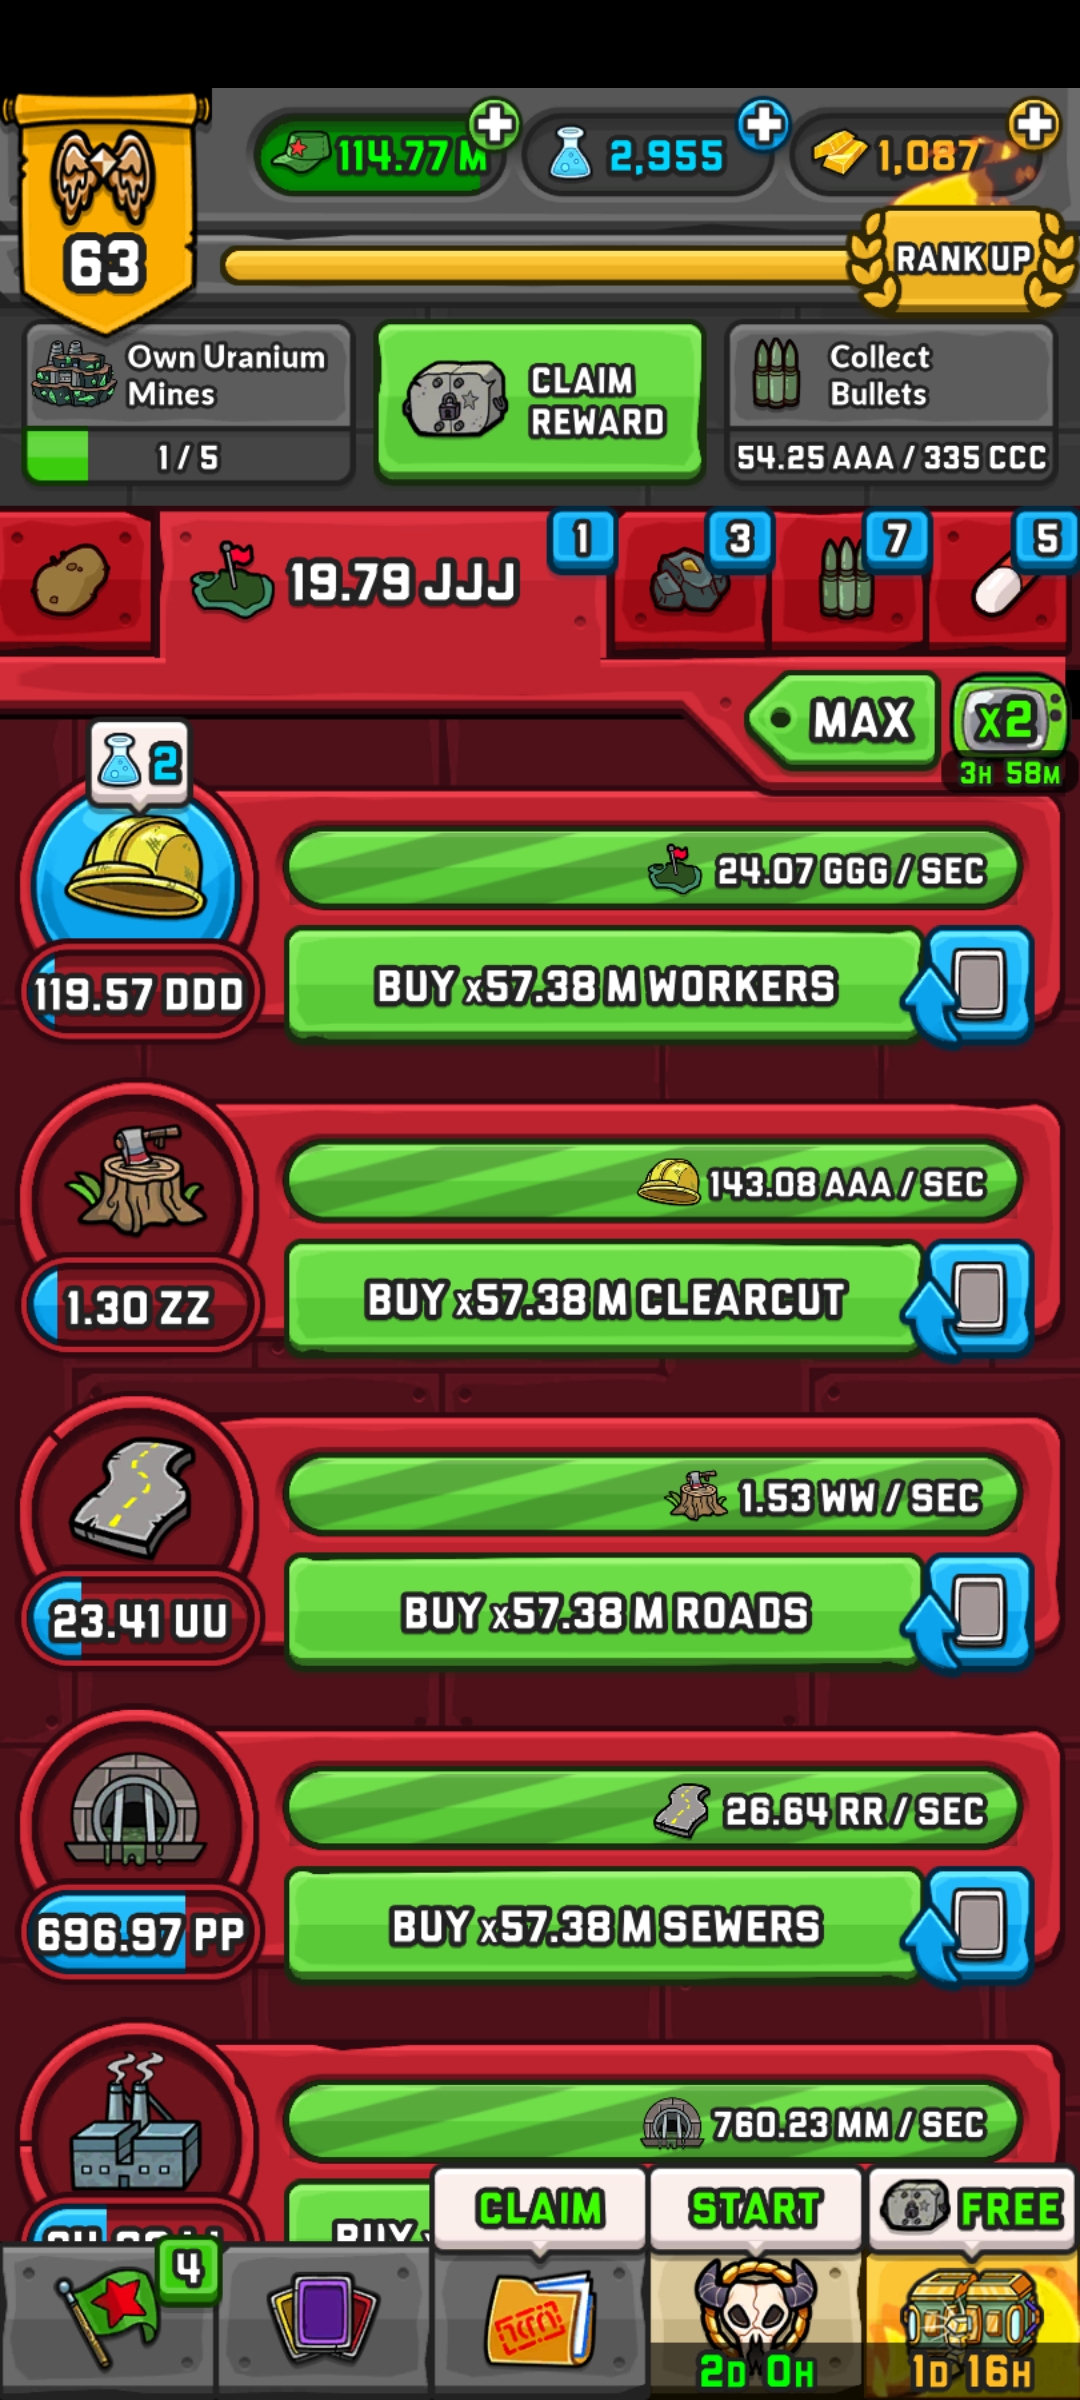 114.77 M
2,955
1,087
63
RANK UP
Own Uranium
Mines
1 / 5
CLAIM
REWARD
Collect
Bullets
54.25 AAA / 335 CCC
19.79 JJJ
1
3
7
5
MAX
x2
3H 58M
2
24.07 GGG / SEC
119.57 DDD
BUY x57.38 M WORKERS
143.08 AAA / SEC
1.30 ZZ
BUY x57.38 M CLEARCUT
1.53 WW / SEC
23.41 UU
BUY x57.38 M ROADS
26.64 RR / SEC
696.97 PP
BUY x57.38 M SEWERS
760.23 MM / SEC
BUY
CLAIM
START
FREE
4
2D 0H
1D 16H